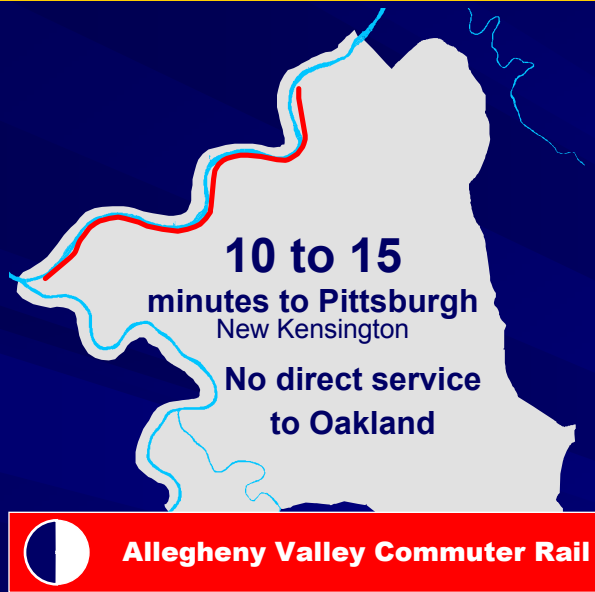 10 to 15
minutes to Pittsburgh
New Kensington
No direct service
to Oakland
Allegheny Valley Commuter Rail